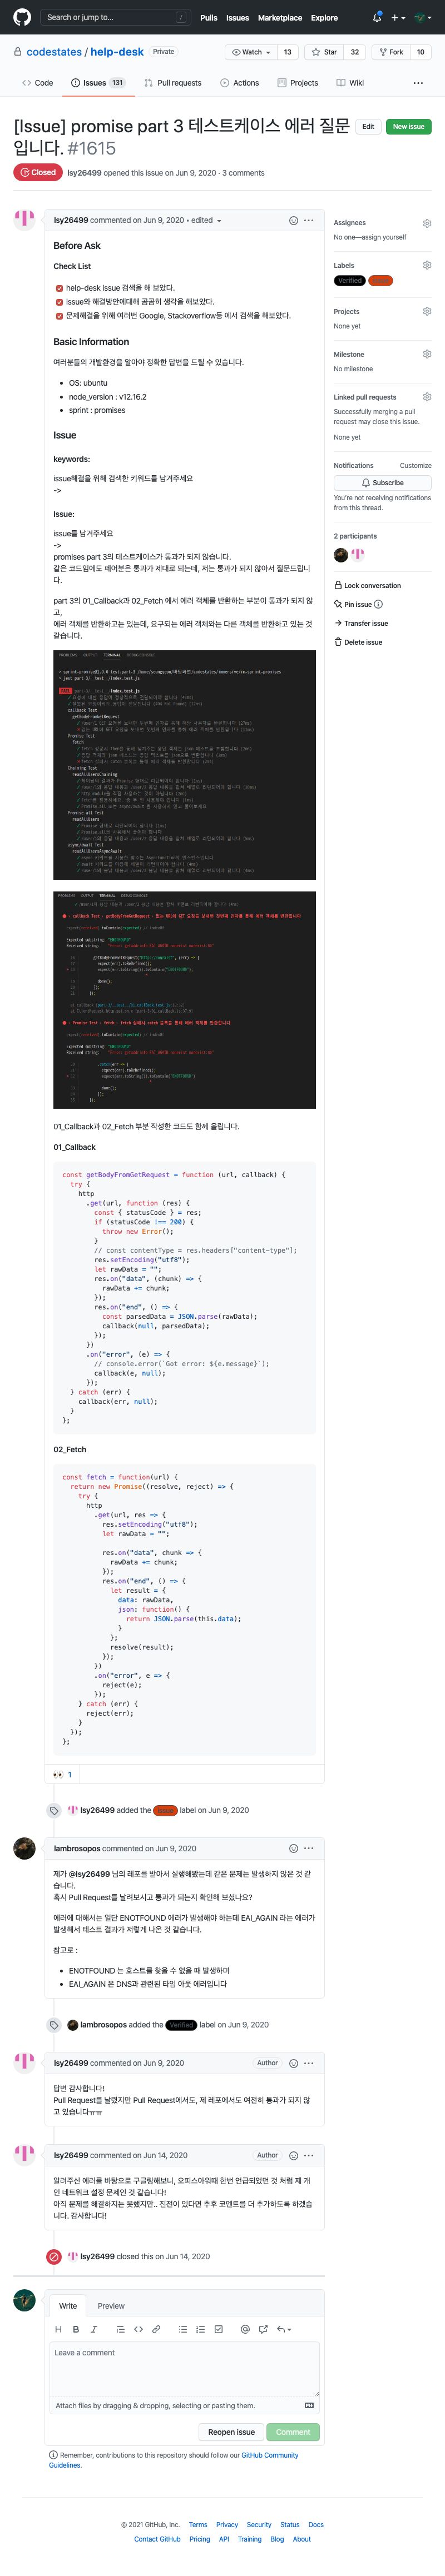 Search or jump to...
/
Pulls Issues Marketplace Explore
codestates / help-desk Private
Watch 13 Star 32 Fork 10
Code Issues 131 Pull requests Actions Projects Wiki
[Issue] promise part 3 테스트케이스 에러 질문
입니다. #1615
Edit New issue
Closed lsy26499 opened this issue on Jun 9, 2020 · 3 comments
lsy26499 commented on Jun 9, 2020 • edited
Before Ask
Check List
help-desk issue 검색을 해 보았다.
issue와 해결방안에대해 곰곰히 생각을 해보았다.
문제해결을 위해 여러번 Google, Stackoverflow등 에서 검색을 해보았다.
Basic Information
여러분들의 개발환경을 알아야 정확한 답변을 드릴 수 있습니다.
OS: ubuntu
node_version : v12.16.2
sprint : promises
Issue
keywords:
issue해결을 위해 검색한 키워드를 남겨주세요
->
Issue:
issue를 남겨주세요
->
promises part 3의 테스트케이스가 통과가 되지 않습니다.
같은 코드임에도 페어분은 통과가 제대로 되는데, 저는 통과가 되지 않아서 질문드립니
다.
part 3의 01_Callback과 02_Fetch 에서 에러 객체를 반환하는 부분이 통과가 되지 않
고,
에러 객체를 반환하고는 있는데, 요구되는 에러 객체와는 다른 객체를 반환하고 있는 것
같습니다.
PROBLEMS OUTPUT TERMINAL DEBUG CONSOLE
callback Test
getBodyFromGetRequest
Promise Test
fetch
Chaining Test
readAllUsersChaining
readAllUsers
readAllUsersAsyncAwait
PROBLEMS OUTPUT TERMINAL DEBUG CONSOLE
01_Callback과 02_Fetch 부분 작성한 코드도 함께 올립니다.
01_Callback
const getBodyFromGetRequest = function (url, callback) {
try {
http
.get(url, function (res) {
const { statusCode } = res;
if (statusCode !== 200) {
throw new Error();
}
// const contentType = res.headers["content-type"];
res.setEncoding("utf8");
let rawData = "";
res.on("data", (chunk) => {
rawData += chunk;
});
res.on("end", () => {
const parsedData = JSON.parse(rawData);
callback(null, parsedData);
});
})
.on("error", (e) => {
// console.error(`Got error: ${e.message}`);
callback(e, null);
});
} catch (err) {
callback(err, null);
}
};
02_Fetch
const fetch = function(url) {
return new Promise((resolve, reject) => {
try {
http
.get(url, res => {
res.setEncoding("utf8");
let rawData = "";
res.on("data", chunk => {
rawData += chunk;
});
res.on("end", () => {
let result = {
data: rawData,
json: function() {
return JSON.parse(this.data);
}
};
resolve(result);
});
})
.on("error", e => {
reject(e);
});
} catch (err) {
reject(err);
}
});
};
1
lsy26499 added the Issue label on Jun 9, 2020
lambrosopos commented on Jun 9, 2020
제가 @lsy26499 님의 레포를 받아서 실행해봤는데 같은 문제는 발생하지 않은 것 같
습니다.
혹시 Pull Request를 날려보시고 통과가 되는지 확인해 보셨나요?
에러에 대해서는 일단 ENOTFOUND 에러가 발생해야 하는데 EAI_AGAIN 라는 에러가
발생해서 테스트 결과가 저렇게 나온 것 같습니다.
참고로 :
ENOTFOUND 는 호스트를 찾을 수 없을 때 발생하며
EAI_AGAIN 은 DNS과 관련된 타임 아웃 에러입니다
lambrosopos added the Verified label on Jun 9, 2020
lsy26499 commented on Jun 9, 2020 Author
답변 감사합니다!
Pull Request를 날렸지만 Pull Request에서도, 제 레포에서도 여전히 통과가 되지 않
고 있습니다ㅠㅠ
lsy26499 commented on Jun 14, 2020 Author
알려주신 에러를 바탕으로 구글링해보니, 오피스아워때 한번 언급되었던 것 처럼 제 개
인 네트워크 설정 문제인 것 같습니다!
아직 문제를 해결하지는 못했지만.. 진전이 있다면 추후 코멘트를 더 추가하도록 하겠습
니다. 감사합니다!
lsy26499 closed this on Jun 14, 2020
Write Preview
Leave a comment
Attach files by dragging & dropping, selecting or pasting them.
Reopen issue Comment
Remember, contributions to this repository should follow our GitHub Community
Guidelines.
Assignees
No one—assign yourself
Labels
Verified Issue
Projects
None yet
Milestone
No milestone
Linked pull requests
Successfully merging a pull
request may close this issue.
None yet
Notifications Customize
Subscribe
You're not receiving notifications
from this thread.
2 participants
Lock conversation
Pin issue
Transfer issue
Delete issue
© 2021 GitHub, Inc. Terms Privacy Security Status Docs
Contact GitHub Pricing API Training Blog About